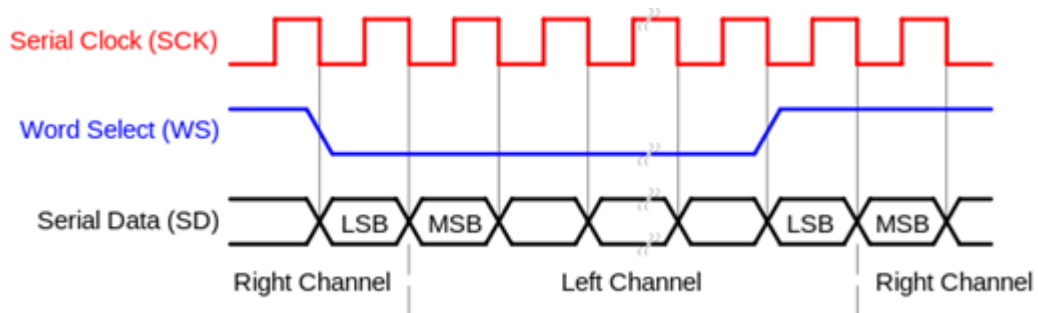 Serial Clock (SCK)
Word Select (WS)
Serial Data (SD)
LSB
MSB
LSB
MSB
Right Channel
Left Channel
Right Channel